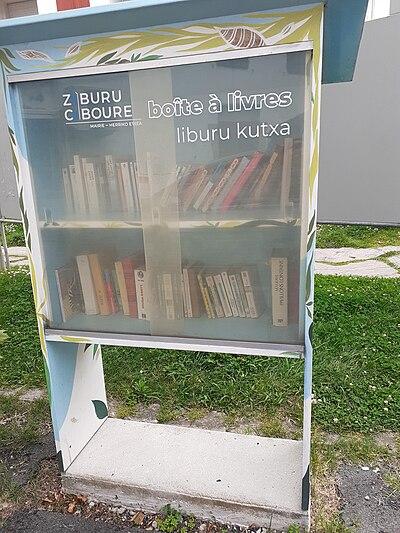 ZIBURU
CIBOURE
MAIRIE - HERRIKO ETXEA
boîte à livres
liburu kutxa